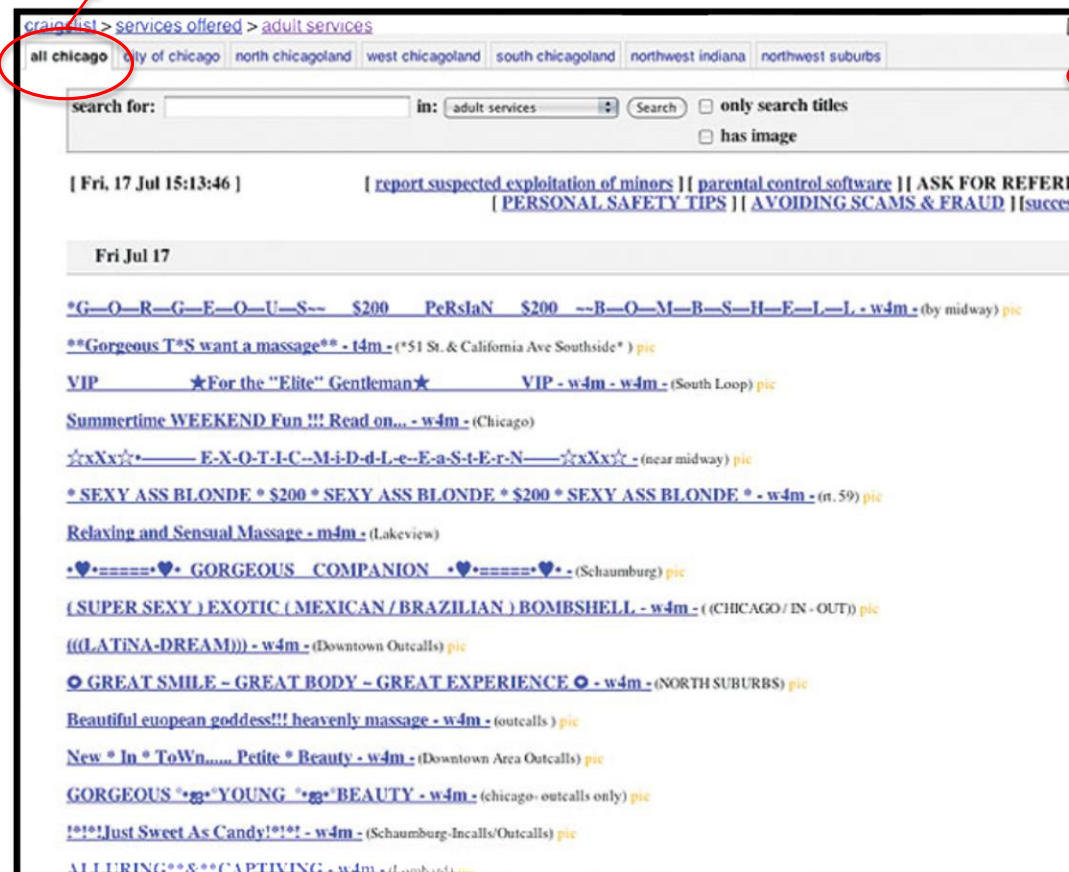 craigslist > services offered > adult services
all chicago city of chicago north chicagoland west chicagoland south chicagoland northwest indiana northwest suburbs
search for: in: adult services Search only search titles
has image
[ Fri, 17 Jul 15:13:46 ] [ report suspected exploitation of minors ] [ parental control software ] [ ASK FOR REFERE
[ PERSONAL SAFETY TIPS ] [ AVOIDING SCAMS & FRAUD ] [succes
Fri Jul 17
*G—O—R—G—E—O—U—S~~ $200 PeRsIaN $200 ~~B—O—M—B—S—H—E—L—L - w4m - (by midway) pic
**Gorgeous T*S want a massage** - t4m - (*51 St. & California Ave Southside* ) pic
VIP ★For the "Elite" Gentleman★ VIP - w4m - w4m - (South Loop) pic
Summertime WEEKEND Fun !!! Read on... - w4m - (Chicago)
☆xXx☆•——— E-X-O-T-I-C--M-i-D-d-L-e--E-a-S-t-E-r-N——☆xXx☆ - (near midway) pic
* SEXY ASS BLONDE * $200 * SEXY ASS BLONDE * $200 * SEXY ASS BLONDE * - w4m - (rt. 59) pic
Relaxing and Sensual Massage - m4m - (Lakeview)
•♥•=====•♥• GORGEOUS COMPANION •♥•=====•♥• - (Schaumburg) pic
( SUPER SEXY ) EXOTIC ( MEXICAN / BRAZILIAN ) BOMBSHELL - w4m - ( (CHICAGO / IN - OUT)) pic
(((LATiNA-DREAM))) - w4m - (Downtown Outcalls) pic
✪ GREAT SMILE ~ GREAT BODY ~ GREAT EXPERIENCE ✪ - w4m - (NORTH SUBURBS) pic
Beautiful euopean goddess!!! heavenly massage - w4m - (outcalls ) pic
New * In * ToWn...... Petite * Beauty - w4m - (Downtown Area Outcalls) pic
GORGEOUS °•ஐ•°YOUNG °•ஐ•°BEAUTY - w4m - (chicago- outcalls only) pic
!*!*!Just Sweet As Candy!*!*! - w4m - (Schaumburg-Incalls/Outcalls) pic
ALLURING**&**CAPTIVING - w4m - (Lombard) pic